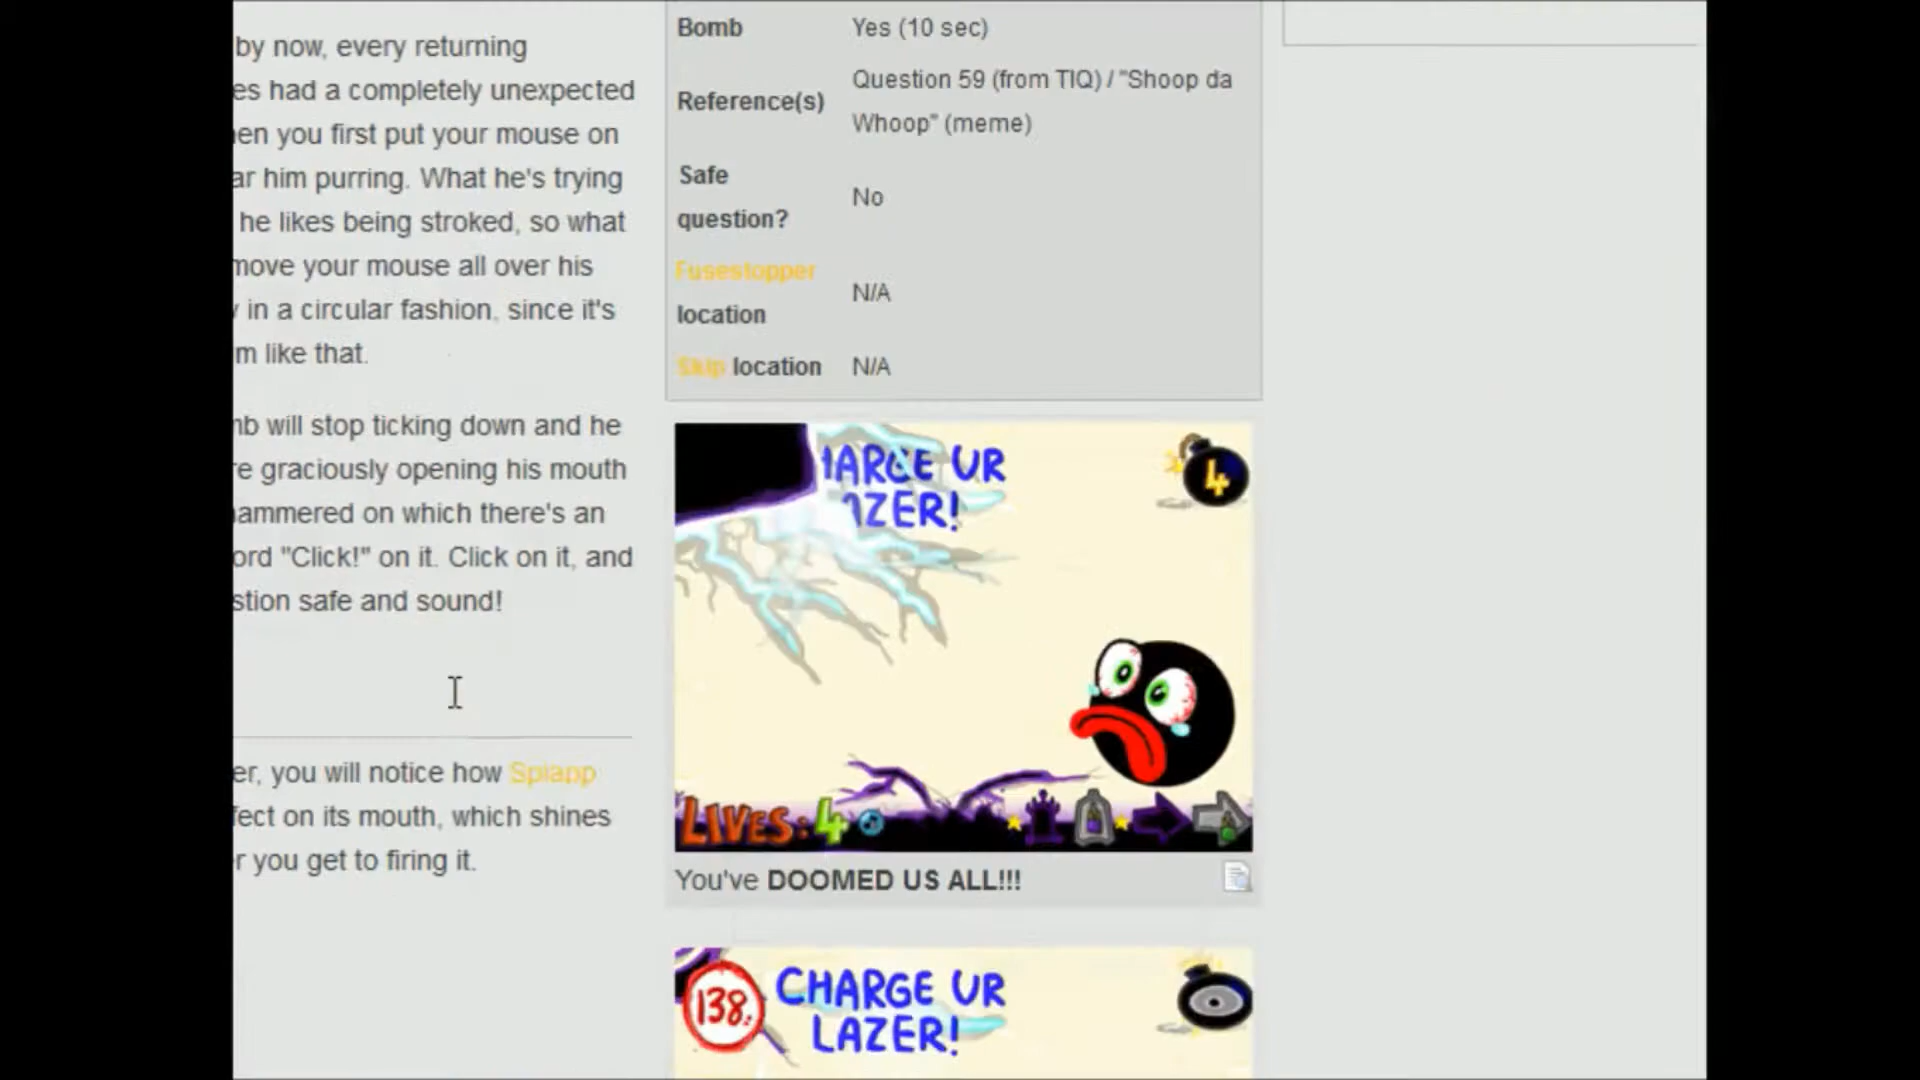 by now, every returning
es had a completely unexpected
en you first put your mouse on
ar him purring. What he's trying
he likes being stroked, so what
move your mouse all over his
in a circular fashion, since it's
m like that.
mb will stop ticking down and he
re graciously opening his mouth
ammered on which there's an
ord "Click!" on it. Click on it, and
stion safe and sound!
er, you will notice how Splapp
fect on its mouth, which shines
r you get to firing it.
Bomb Yes (10 sec)
Reference(s) Question 59 (from TIQ) / "Shoop da
Whoop" (meme)
Safe
question? No
Fusestopper
location N/A
Skip location N/A
HARGE UR
AZER!
4
LIVES: 4
You've DOOMED US ALL!!!
138.
CHARGE UR
LAZER!